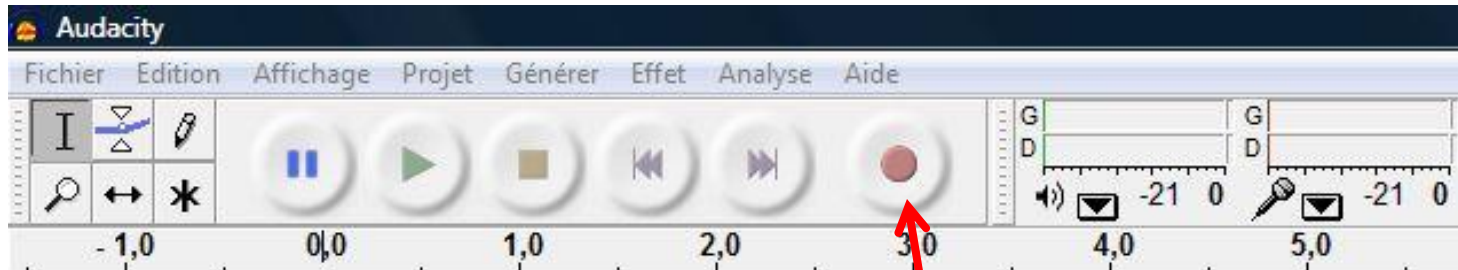 Audacity
Fichier Edition Affichage Projet Générer Effet Analyse Aide
G G
D D
-21 0 -21 0
- 1,0 0,0 1,0 2,0 3,0 4,0 5,0